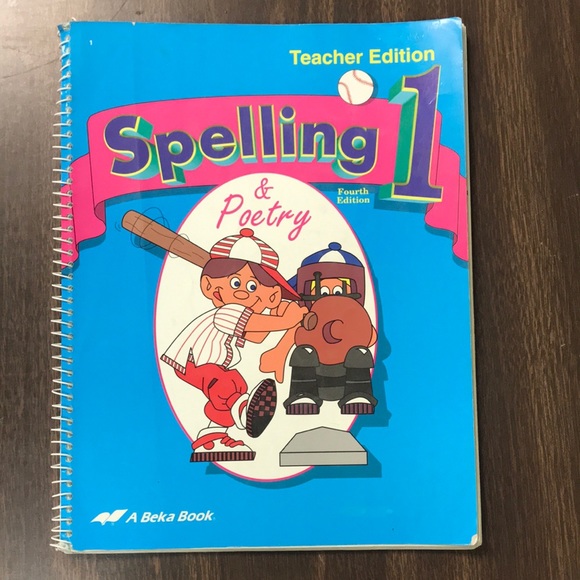 Teacher Edition
Spelling 1
& Poetry
Fourth
Edition
A Beka Book